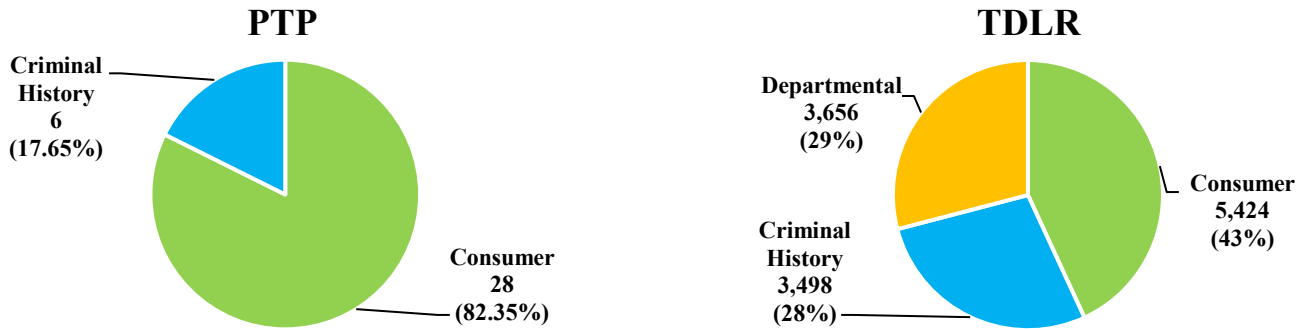 PTP
Criminal
History
6
(17.65%)
Consumer
28
(82.35%)
TDLR
Departmental
3,656
(29%)
Consumer
5,424
(43%)
Criminal
History
3,498
(28%)